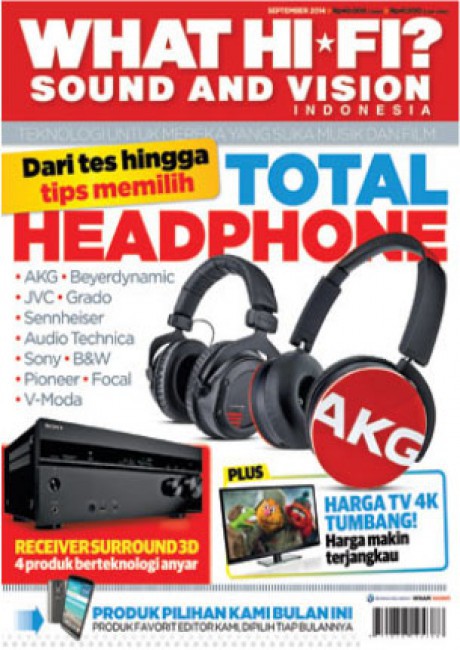 SEPTEMBER 2014
WHAT HI★FI?
SOUND AND VISION
INDONESIA
TEKNOLOGI UNTUK MEREKA YANG SUKA MUSIK DAN FILM
Dari tes hingga
tips memilih
TOTAL
HEADPHONE
• AKG • Beyerdynamic
• JVC • Grado
• Sennheiser
• Audio Technica
• Sony • B&W
• Pioneer • Focal
• V-Moda
AKG
SONY
RECEIVER SURROUND 3D
4 produk berteknologi anyar
PLUS
HARGA TV 4K
TUMBANG!
Harga makin
terjangkau
PRODUK PILIHAN KAMI BULAN INI
PRODUK FAVORIT EDITOR KAMI, DIPILIH TIAP BULANNYA